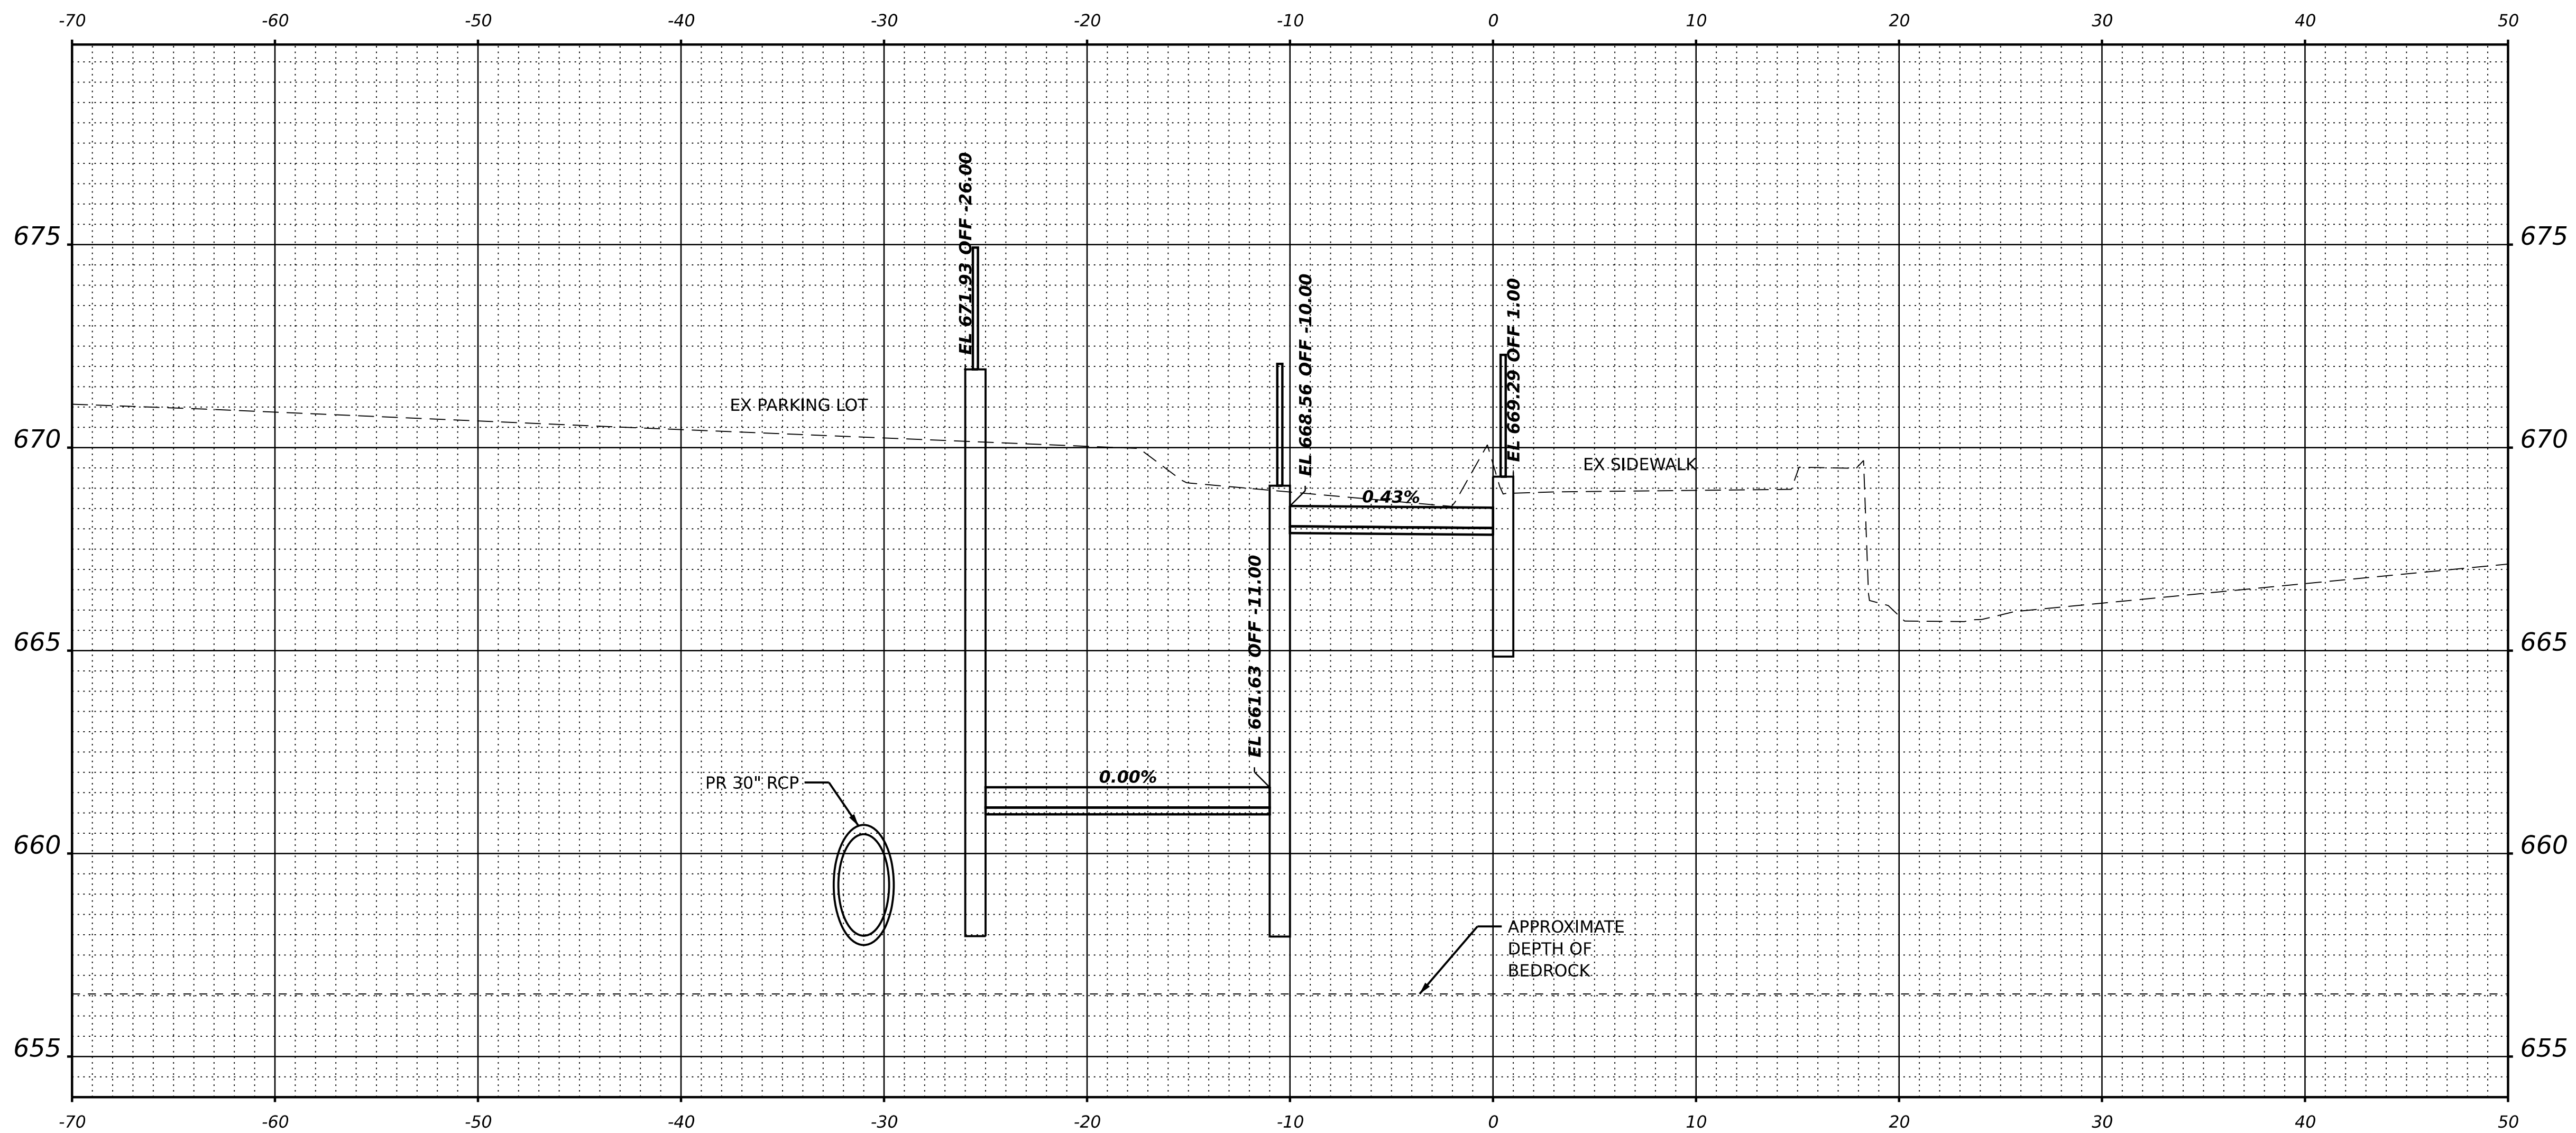 -70 -60 -50 -40 -30 -20 -10 0 10 20 30 40 50
EL 671.93 OFF -26.00
675 675
EL 668.56 OFF -10.00
EL 669.29 OFF 1.00
EX PARKING LOT
670 670
EX SIDEWALK
0.43%
EL 661.63 OFF -11.00
665 665
0.00%
PR 30" RCP
660 660
APPROXIMATE
DEPTH OF
BEDROCK
655 655
-70 -60 -50 -40 -30 -20 -10 0 10 20 30 40 50